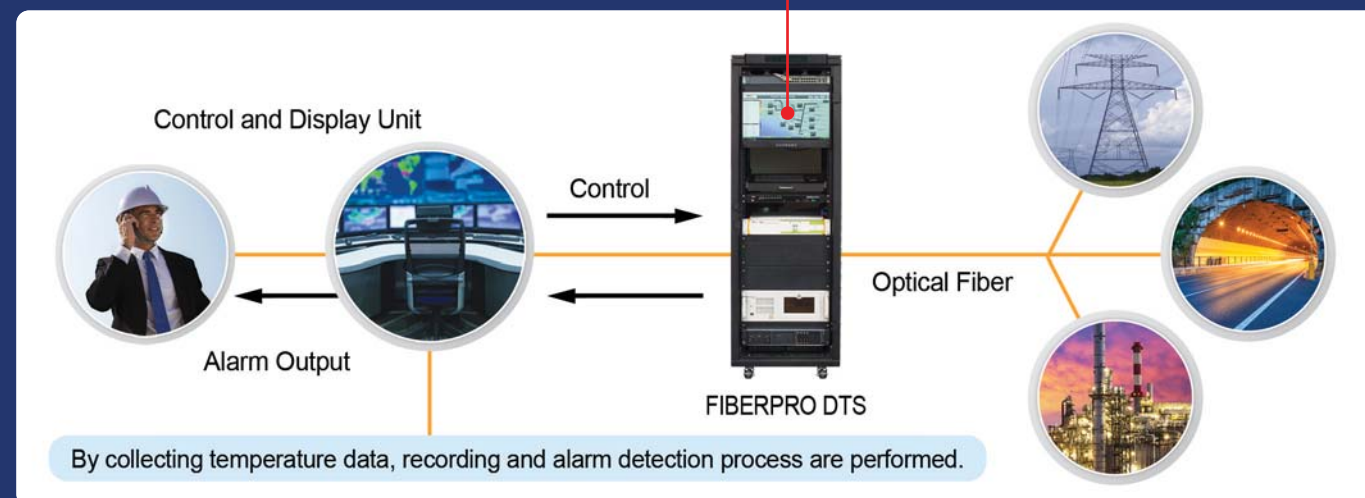 Control and Display Unit
Control
Optical Fiber
Alarm Output
FIBERPRO DTS
By collecting temperature data, recording and alarm detection process are performed.